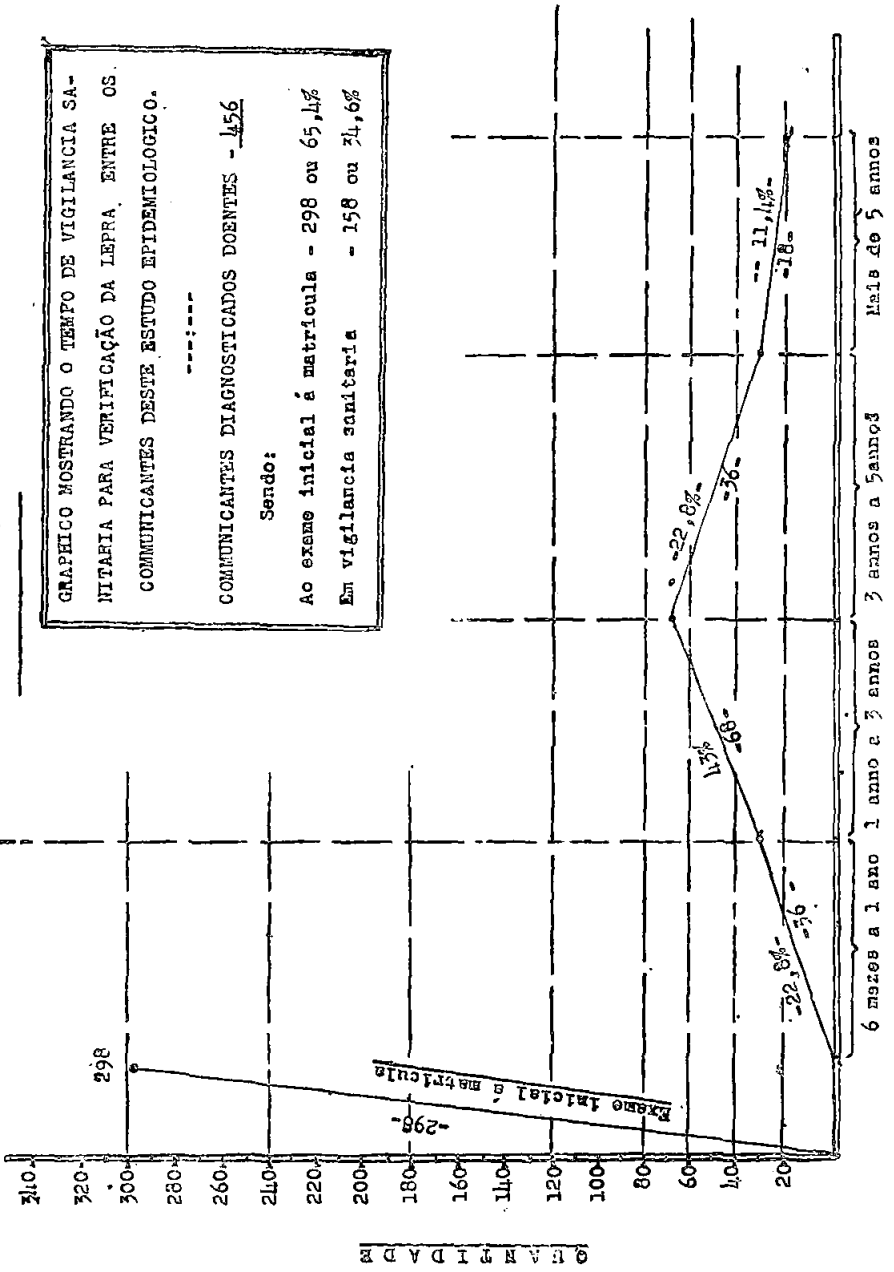 GRAPHICO MOSTRANDO O TEMPO DE VIGILANCIA SA-
NITARIA PARA VERIFICAÇÃO DA LEPRA, ENTRE OS
COMMUNICANTES DESTE ESTUDO EPIDEMIOLOGICO.
---:---
COMMUNICANTES DIAGNOSTICADOS DOENTES - 456
Sendo:
Ao exame inicial á matricula - 298 ou 65,4%
Em vigilancia sanitaria - 158 ou 34,6%
QUANTIDADE
340
320
300
280
260
240
220
200
180
160
140
120
100
80
60
40
20
298
-298-
Exame inicial á matricula
-22,8%-
-36-
43%
-68-
-22,8%-
-36-
-- 11,4%-
-18-
6 mezes a 1 ano
1 anno a 3 annos
3 annos a 5annos
Mais de 5 annos